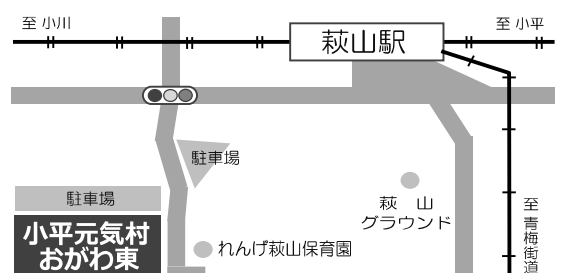 至 小川
萩山駅
至 小平
駐車場
駐車場
小平元気村
おがわ東
れんげ萩山保育園
萩 山
グラウンド
至 青梅街道